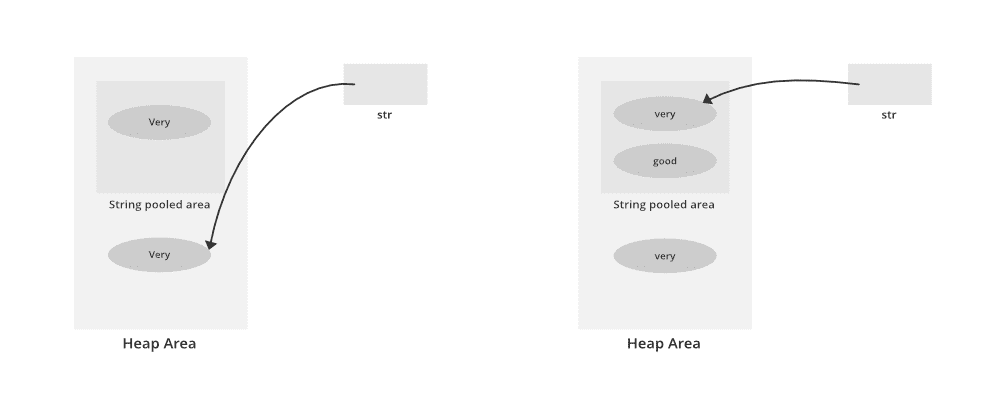 Very
str
String pooled area
Very
Heap Area
very
str
good
String pooled area
very
Heap Area